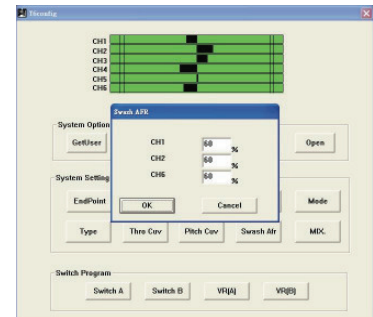 T6config
CH1
CH2
CH3
CH4
CH5
CH6
System Option
GetUser
Open
Swash AFR
CH1 60 %
CH2 60 %
CH6 60 %
OK Cancel
System Setting
EndPoint
Mode
Type Thro Cuv Pitch Cuv Swash Afr MIX.
Switch Program
Switch A Switch B VR(A) VR(B)